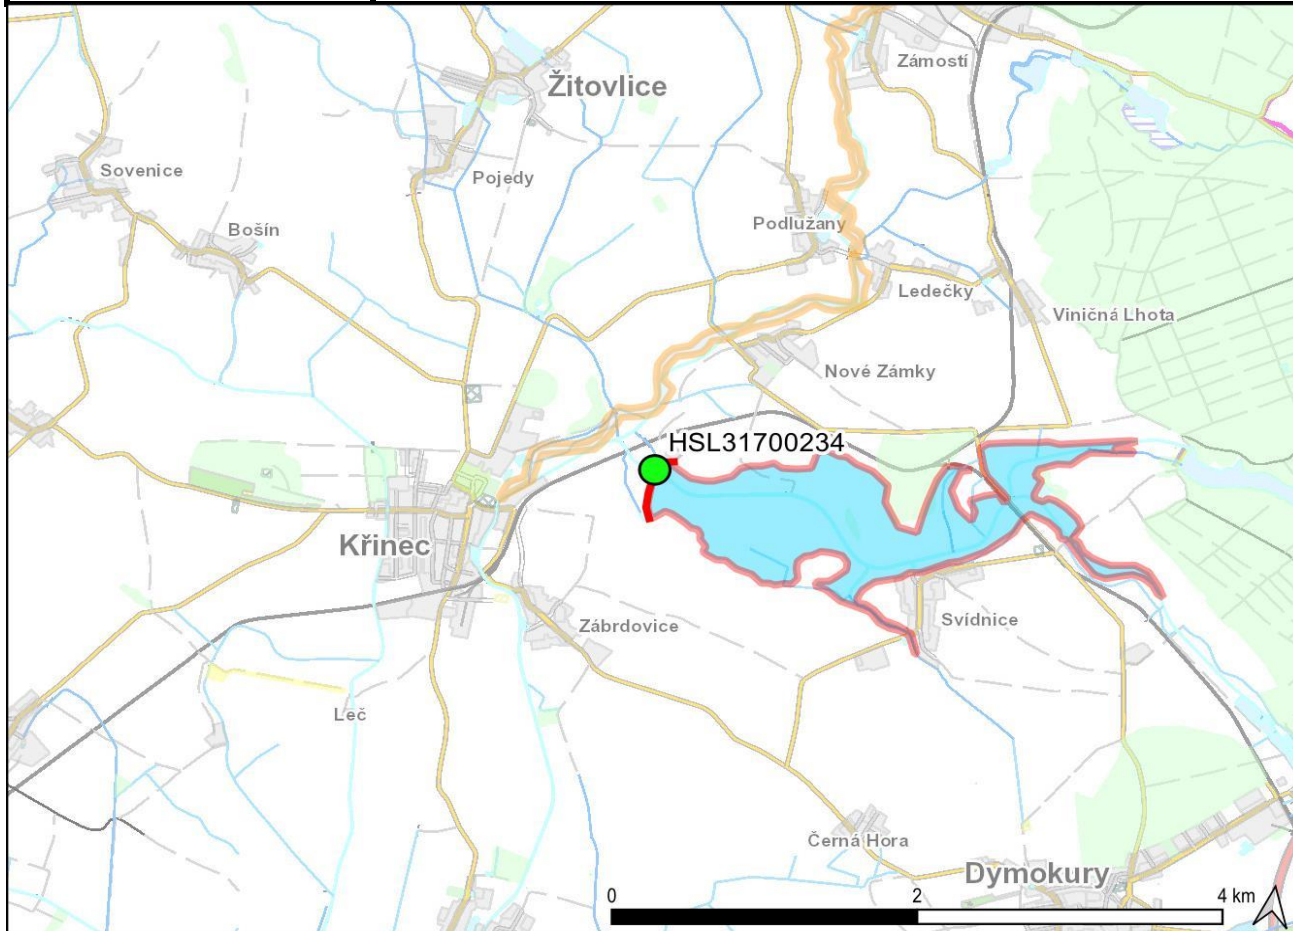 Zámostí
Žitovlice
Sovenice
Pojedy
Podlužany
Bošín
Ledečky
Viničná Lhota
Nové Zámky
HSL31700234
Křinec
Zábrdovice
Svídnice
Leč
Černá Hora
Dymokury
0 2 4 km